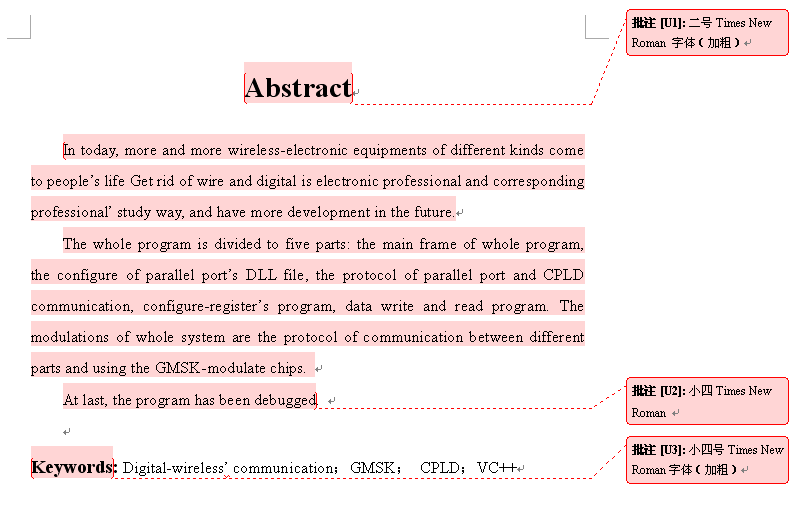 Abstract
In today, more and more wireless-electronic equipments of different kinds come
to people's life Get rid of wire and digital is electronic professional and corresponding
professional' study way, and have more development in the future.
The whole program is divided to five parts: the main frame of whole program,
the configure of parallel port's DLL file, the protocol of parallel port and CPLD
communication, configure-register's program, data write and read program. The
modulations of whole system are the protocol of communication between different
parts and using the GMSK-modulate chips.
At last, the program has been debugged
Keywords: Digital-wireless' communication; GMSK; CPLD; VC++
批注 [U1]: 二号 Times New
Roman 字体（加粗）
批注 [U2]: 小四 Times New
Roman
批注 [U3]: 小四号 Times New
Roman 字体（加粗）